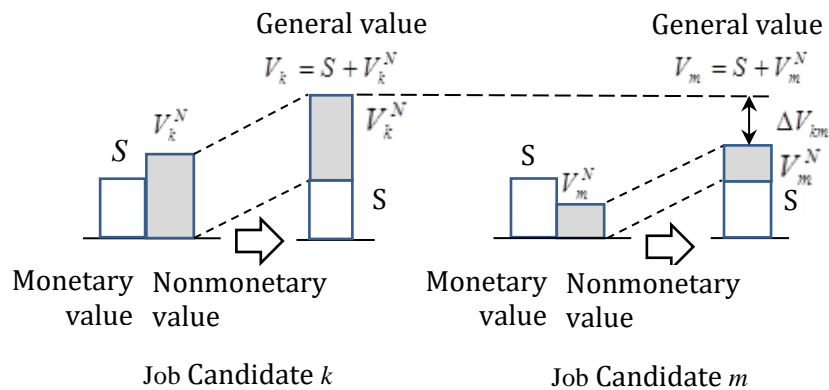 General value
V_k = S + V_k^N
V_k^N
S
V_k^N
S
Monetary value
Nonmonetary value
Job Candidate k
General value
V_m = S + V_m^N
ΔV_km
S
V_m^N
V_m^N
S
Monetary value
Nonmonetary value
Job Candidate m